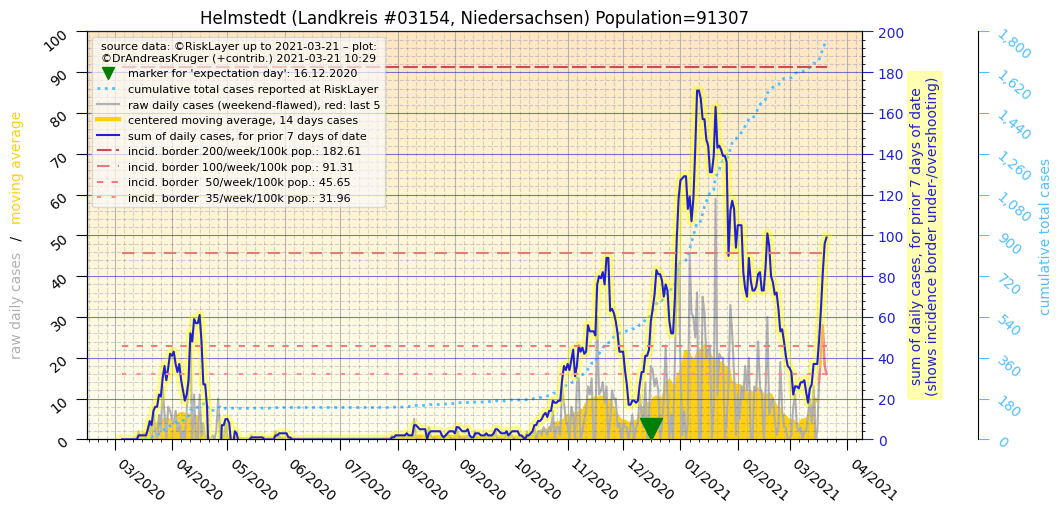 Helmstedt (Landkreis #03154, Niedersachsen) Population=91307
source data: ©RiskLayer up to 2021-03-21 – plot:
©DrAndreasKruger (+contrib.) 2021-03-21 10:29
marker for 'expectation day': 16.12.2020
cumulative total cases reported at RiskLayer
raw daily cases (weekend-flawed), red: last 5
centered moving average, 14 days cases
sum of daily cases, for prior 7 days of date
incid. border 200/week/100k pop.: 182.61
incid. border 100/week/100k pop.: 91.31
incid. border  50/week/100k pop.: 45.65
incid. border  35/week/100k pop.: 31.96
raw daily cases / moving average
100
90
80
70
60
50
40
30
20
10
0
03/2020
04/2020
05/2020
06/2020
07/2020
08/2020
09/2020
10/2020
11/2020
12/2020
01/2021
02/2021
03/2021
04/2021
200
180
160
140
120
100
80
60
40
20
0
sum of daily cases, for prior 7 days of date
(shows incidence border under-/overshooting)
1,800
1,620
1,440
1,260
1,080
900
720
540
360
180
0
cumulative total cases